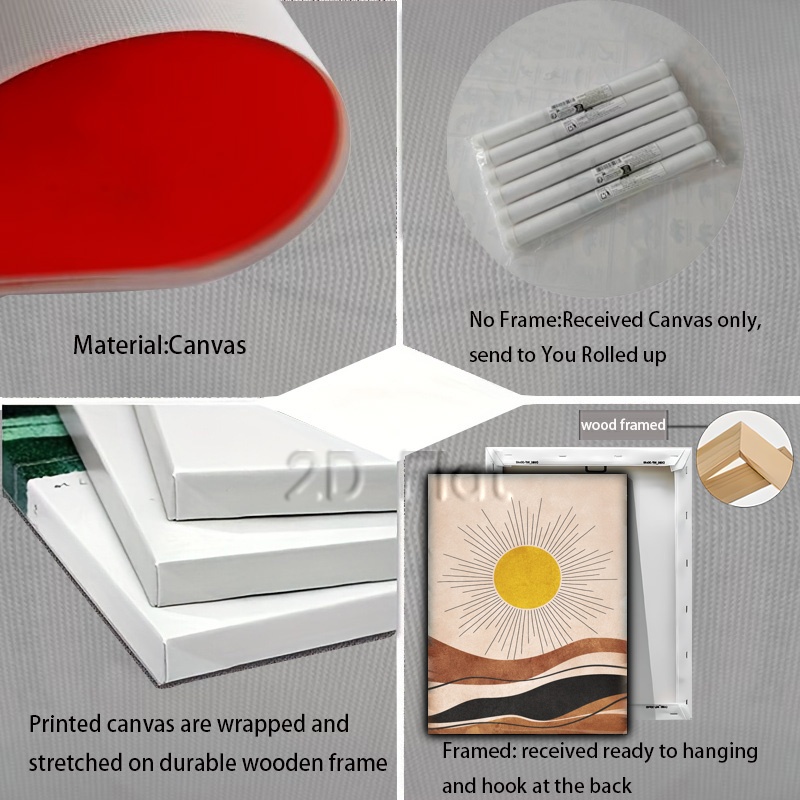 Material:Canvas
No Frame:Received Canvas only,
send to You Rolled up
2D Flat
Printed canvas are wrapped and
stretched on durable wooden frame
wood framed
Framed: received ready to hanging
and hook at the back